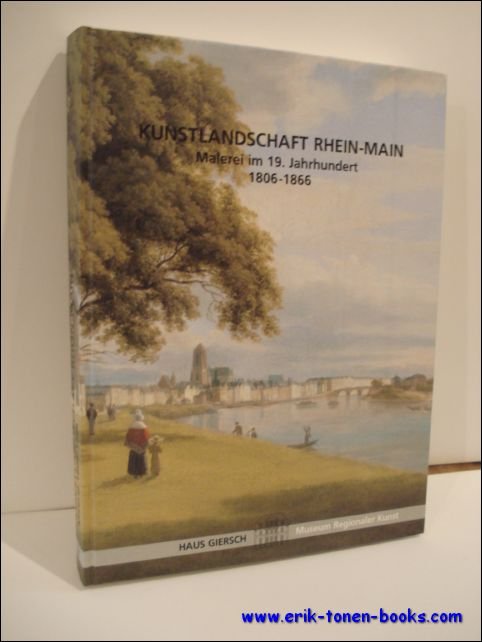 KUNSTLANDSCHAFT RHEIN-MAIN
Malerei im 19. Jahrhundert
1806-1866
HAUS GIERSCH Museum Regionaler Kunst
www.erik-tonen-books.com